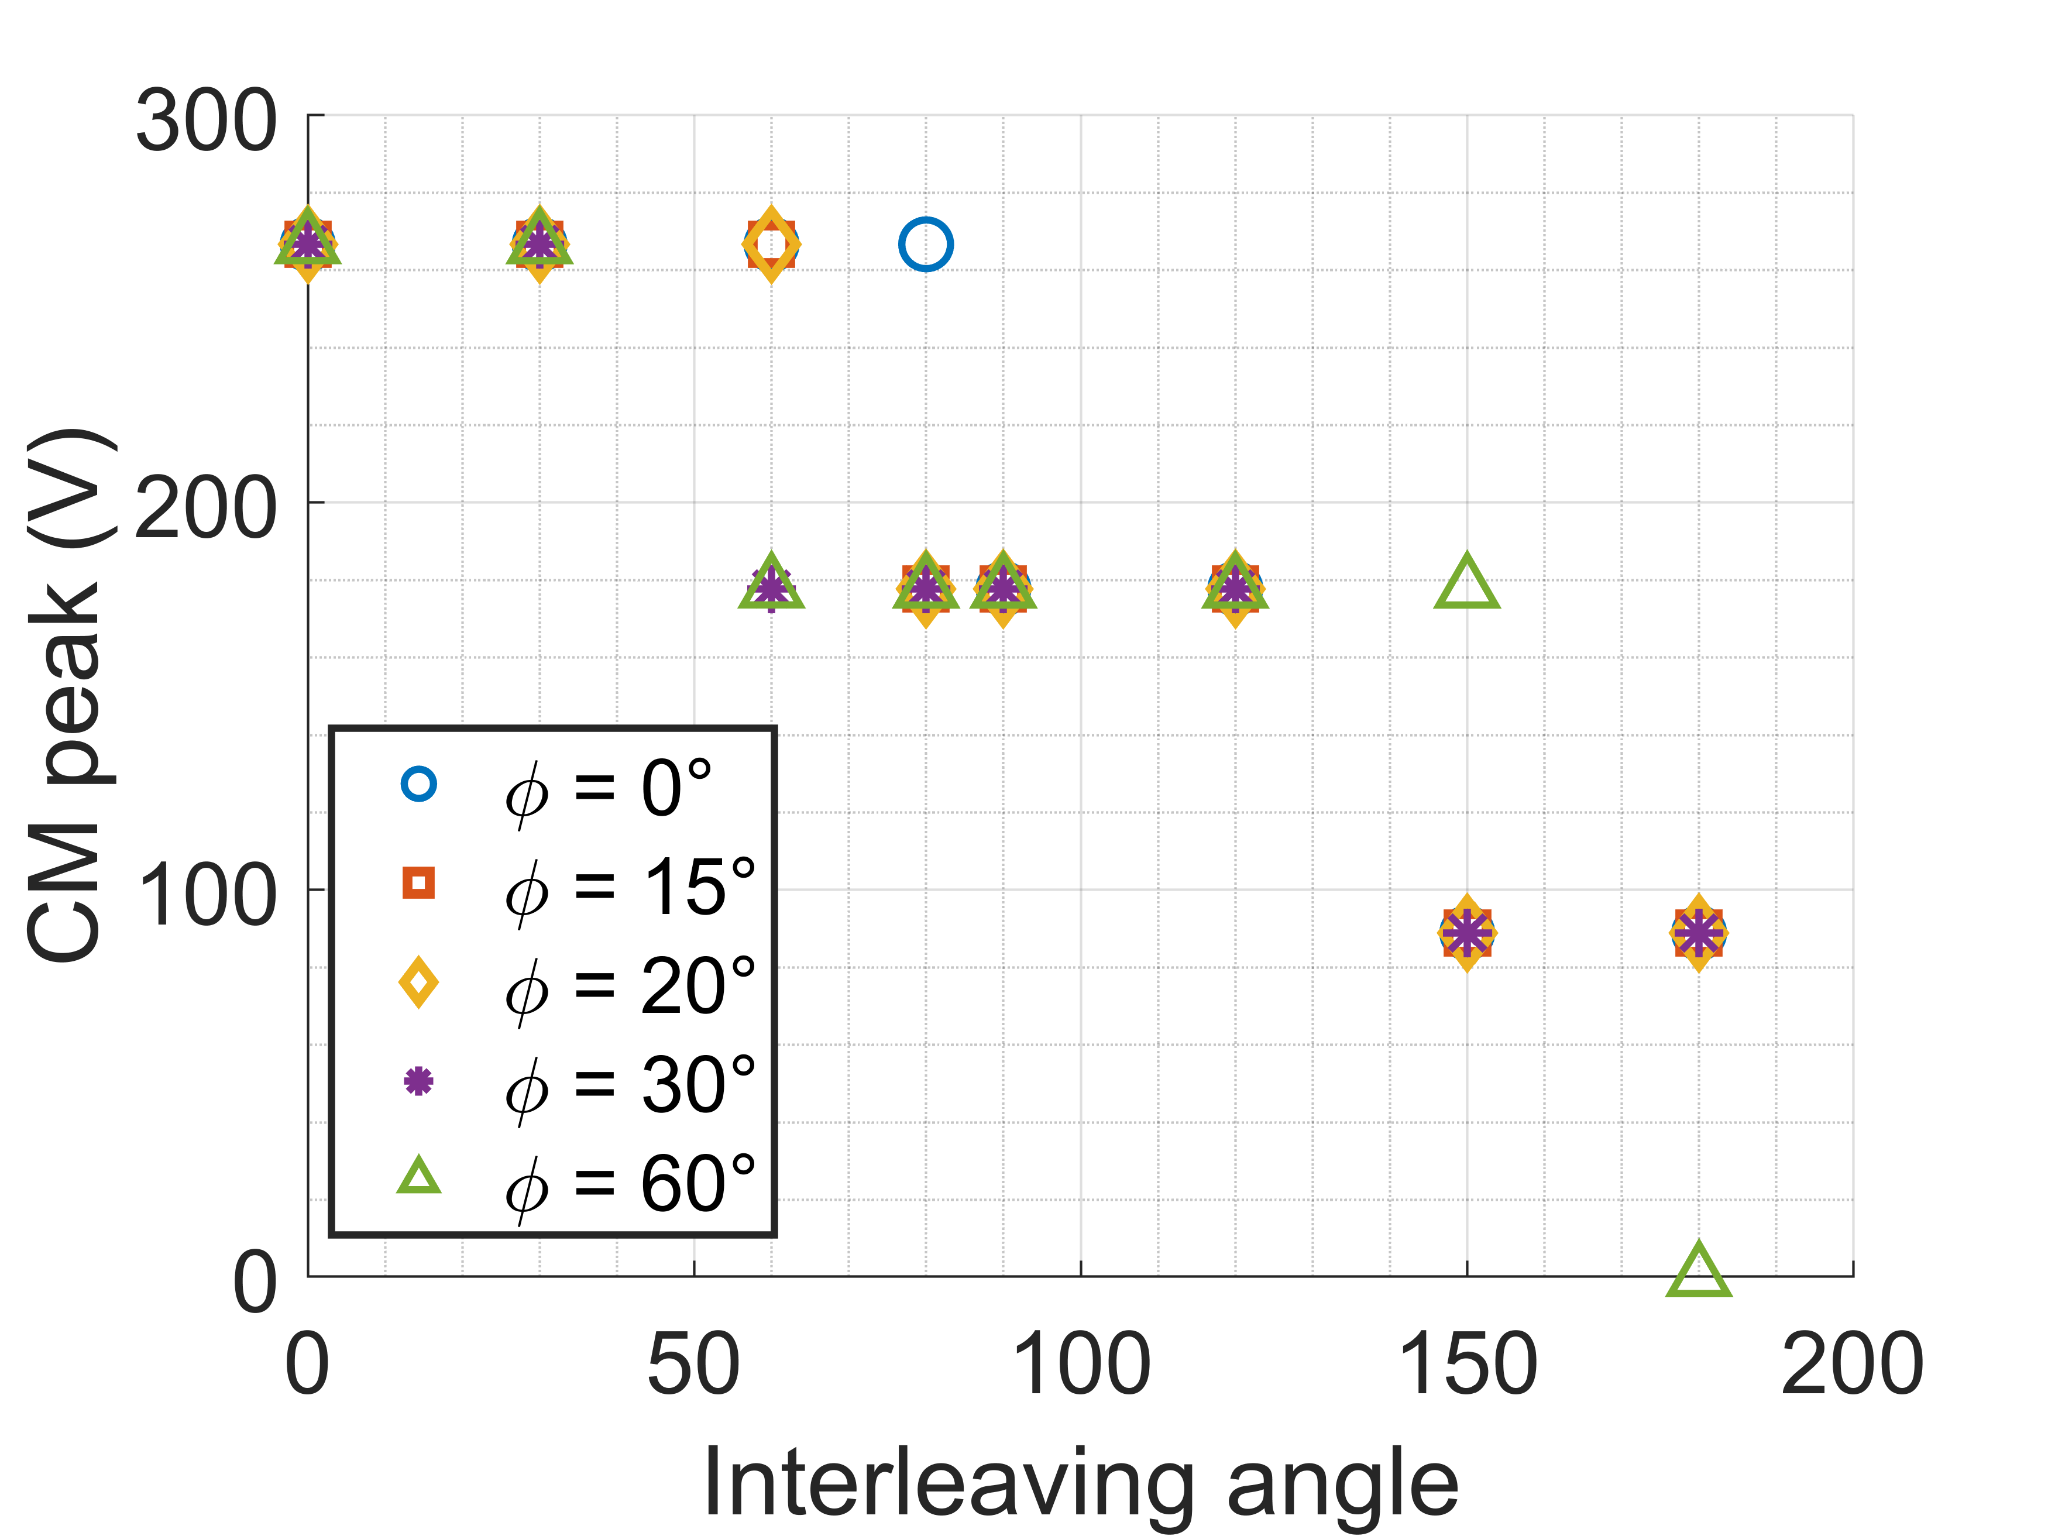 300
200
100
0
CM peak (V)
ϕ = 0°
ϕ = 15°
ϕ = 20°
ϕ = 30°
ϕ = 60°
0 50 100 150 200
Interleaving angle